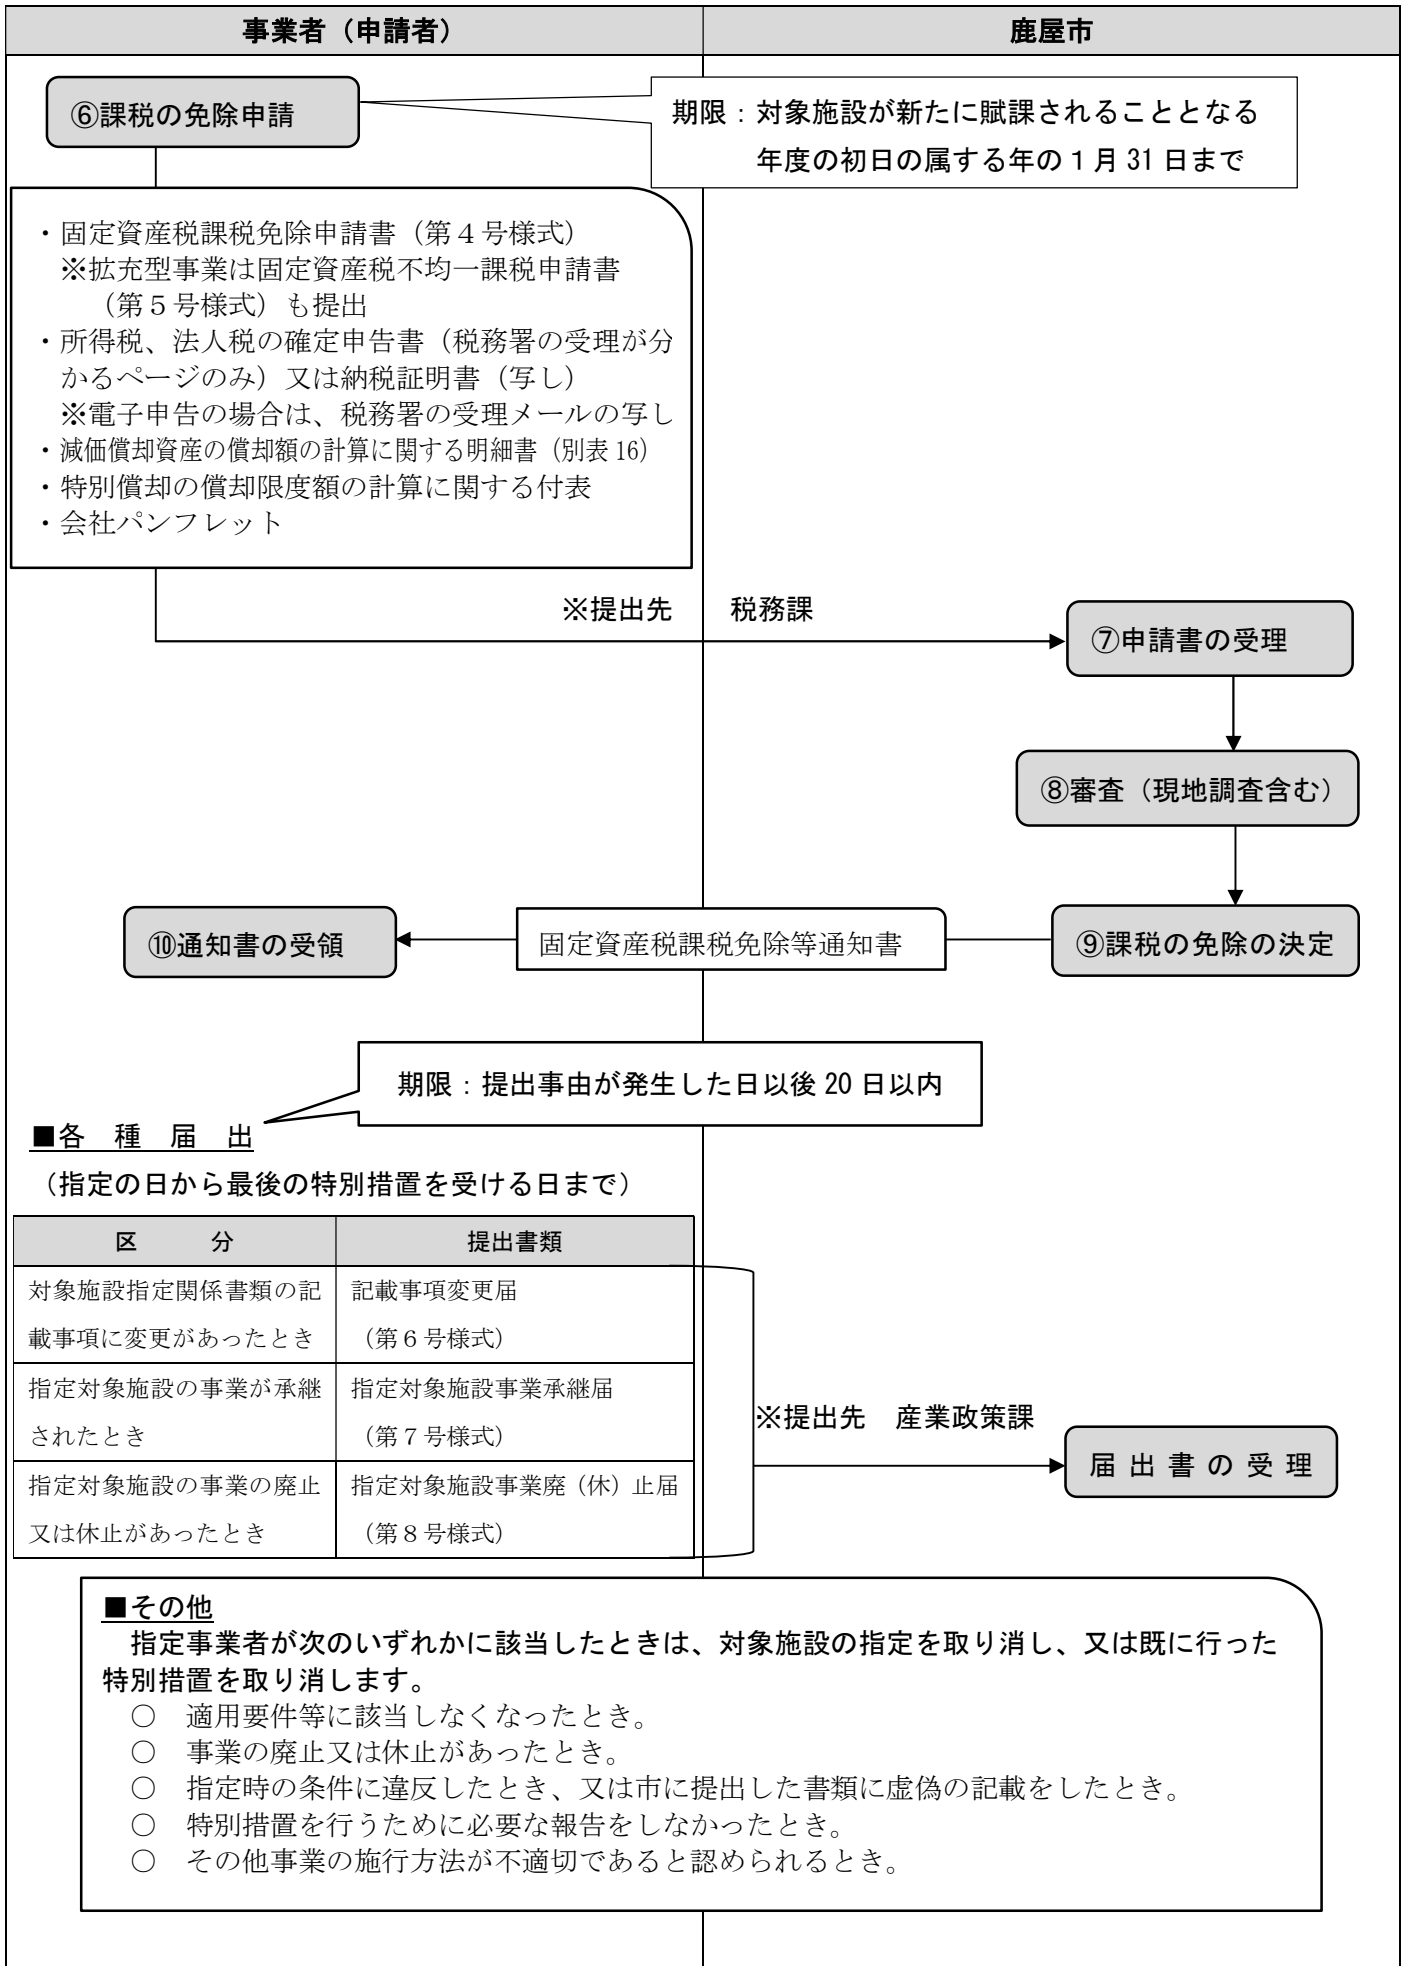 事業者（申請者）
鹿屋市
⑥課税の免除申請
期限：対象施設が新たに賦課されることとなる
年度の初日の属する年の１月 31 日まで
・固定資産税課税免除申請書（第４号様式）
※拡充型事業は固定資産税不均一課税申請書
（第５号様式）も提出
・所得税、法人税の確定申告書（税務署の受理が分
かるページのみ）又は納税証明書（写し）
※電子申告の場合は、税務署の受理メールの写し
・減価償却資産の償却額の計算に関する明細書（別表 16）
・特別償却の償却限度額の計算に関する付表
・会社パンフレット
※提出先　税務課
⑦申請書の受理
⑧審査（現地調査含む）
⑨課税の免除の決定
固定資産税課税免除等通知書
⑩通知書の受領
期限：提出事由が発生した日以後 20 日以内
■各　種　届　出
（指定の日から最後の特別措置を受ける日まで）
区　　　分
提出書類
対象施設指定関係書類の記
載事項に変更があったとき
記載事項変更届
（第６号様式）
指定対象施設の事業が承継
されたとき
指定対象施設事業承継届
（第７号様式）
指定対象施設の事業の廃止
又は休止があったとき
指定対象施設事業廃（休）止届
（第８号様式）
※提出先　産業政策課
届 出 書 の 受 理
■その他
指定事業者が次のいずれかに該当したときは、対象施設の指定を取り消し、又は既に行った
特別措置を取り消します。
○　適用要件等に該当しなくなったとき。
○　事業の廃止又は休止があったとき。
○　指定時の条件に違反したとき、又は市に提出した書類に虚偽の記載をしたとき。
○　特別措置を行うために必要な報告をしなかったとき。
○　その他事業の施行方法が不適切であると認められるとき。